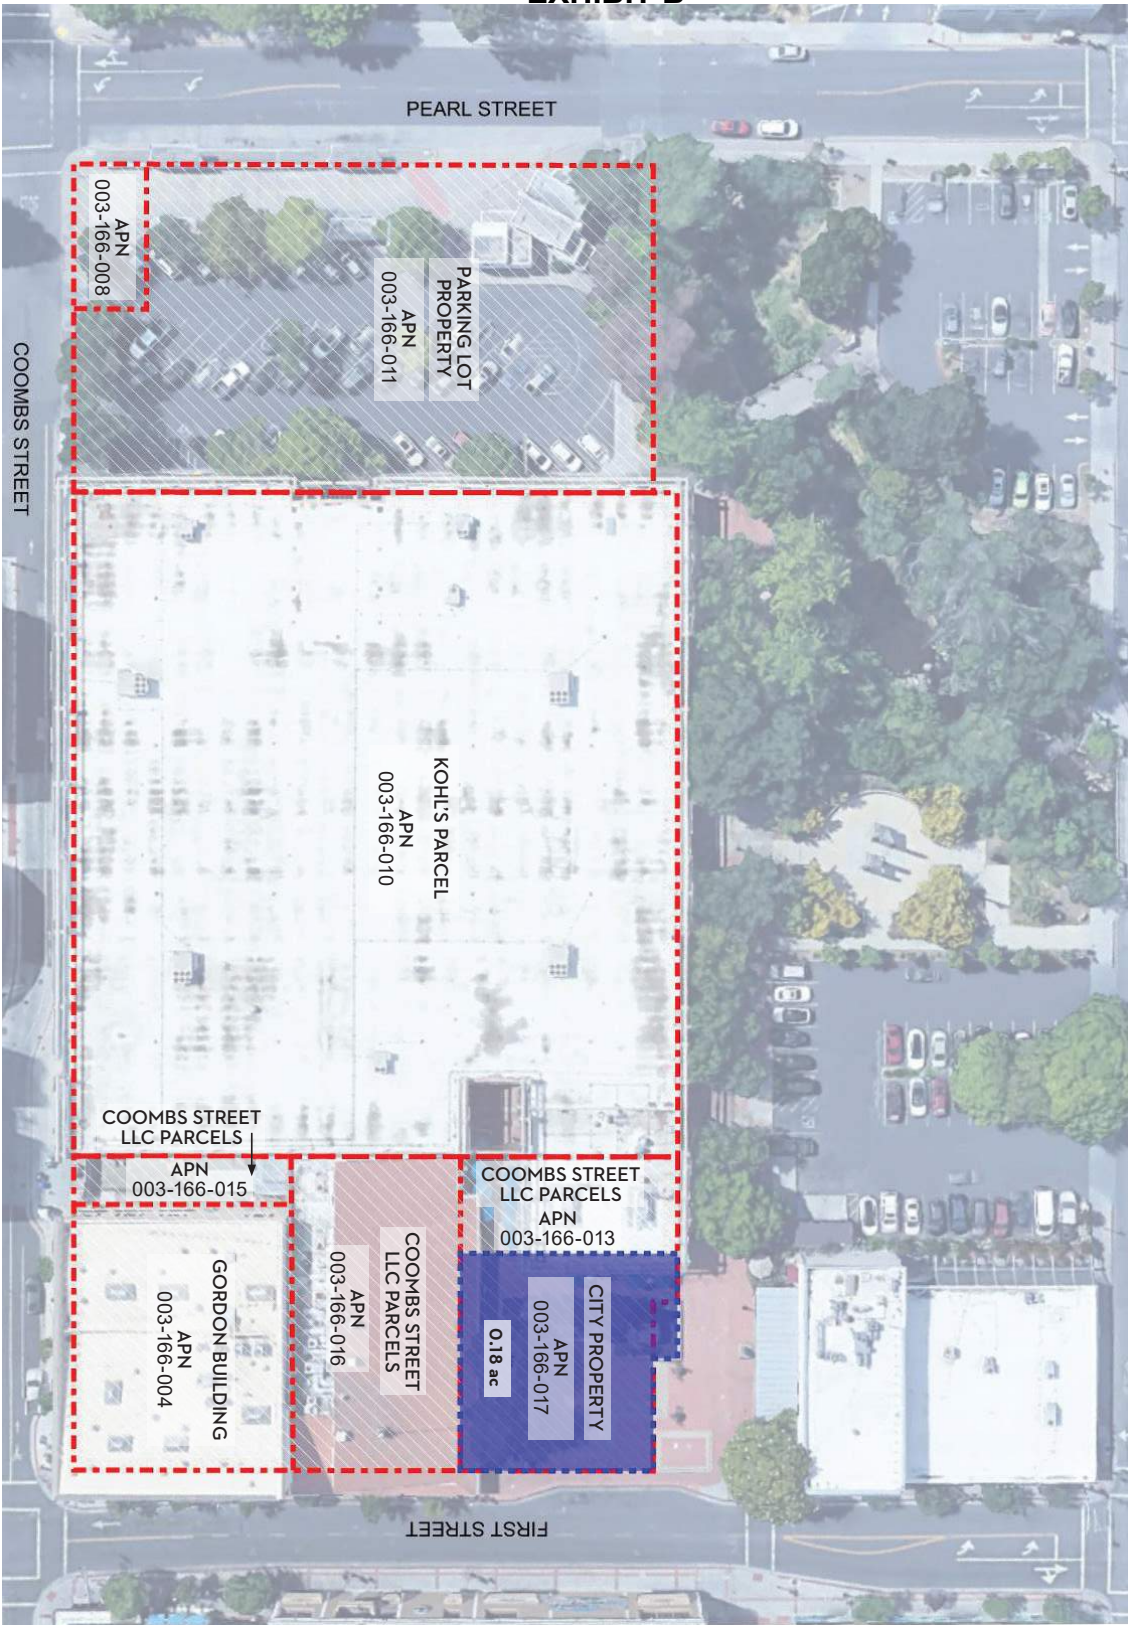 EXHIBIT B
PEARL STREET
APN
003-166-008
PARKING LOT
PROPERTY
APN
003-166-011
COOMBS STREET
KOHL'S PARCEL
APN
003-166-010
COOMBS STREET
LLC PARCELS
APN
003-166-015
COOMBS STREET
LLC PARCELS
APN
003-166-013
COOMBS STREET
LLC PARCELS
APN
003-166-016
GORDON BUILDING
APN
003-166-004
CITY PROPERTY
APN
003-166-017
0.18 ac
FIRST STREET